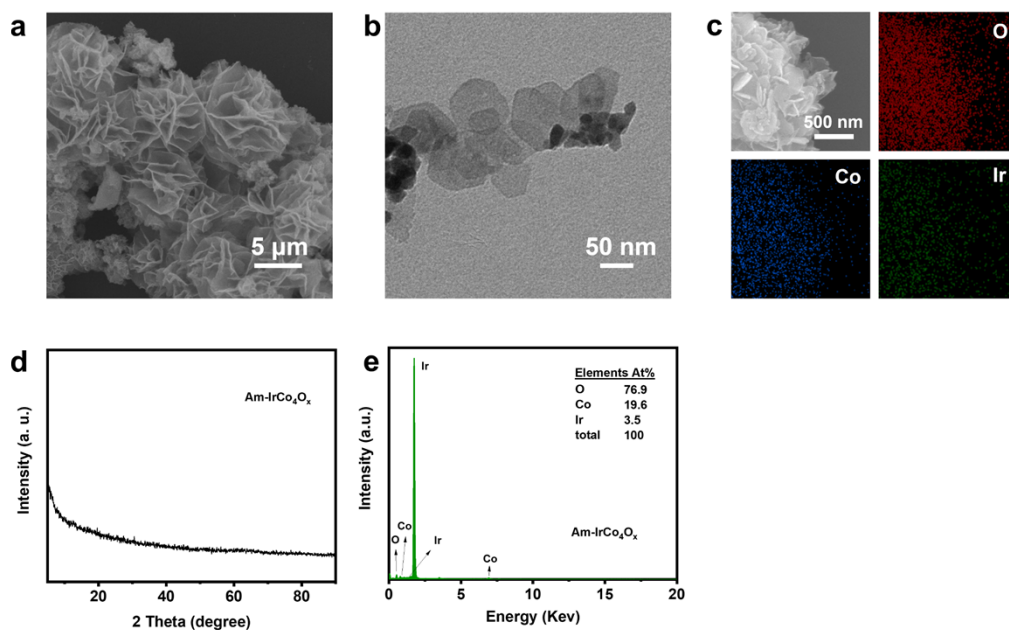 a
5 μm
b
50 nm
c
500 nm
O
Co
Ir
d
Am-IrCo₄Oₓ
Intensity (a. u.)
20 40 60 80
2 Theta (degree)
e
Ir
Elements At%
O 76.9
Co 19.6
Ir 3.5
total 100
Intensity (a.u.)
O
Co
Ir
Co
Am-IrCo₄Oₓ
0 5 10 15 20
Energy (Kev)